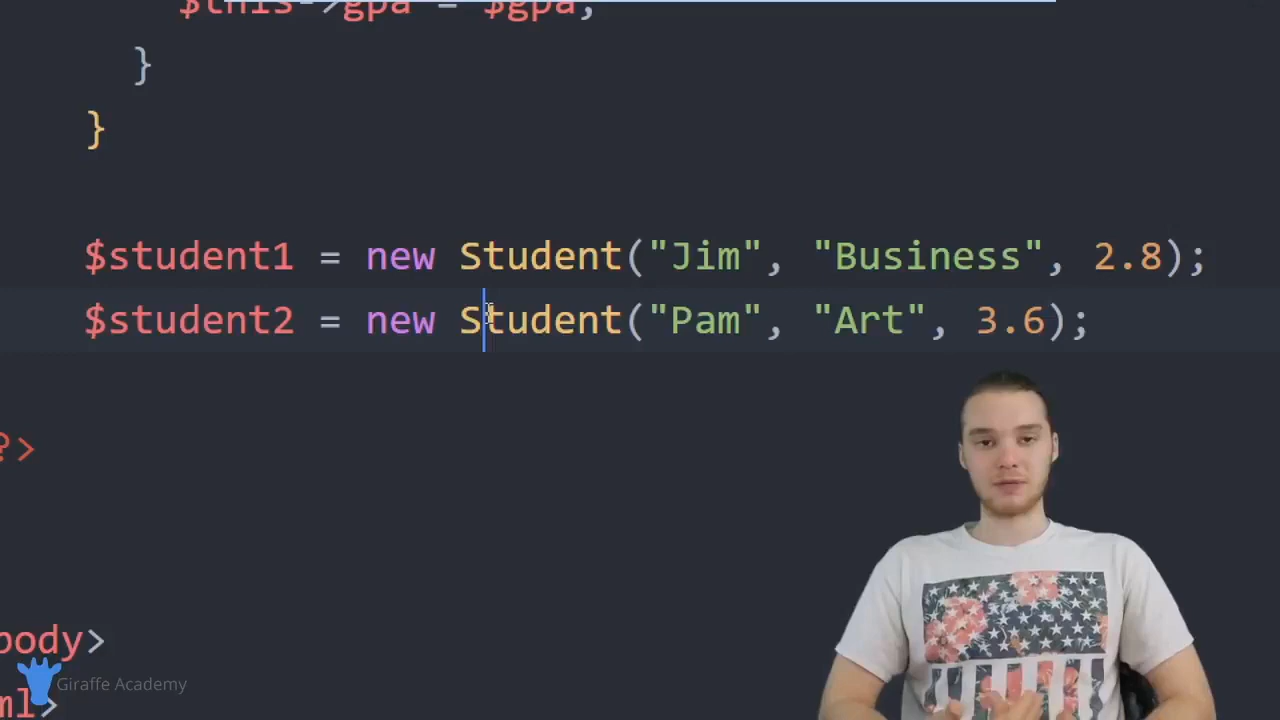 $this->gpa = $gpa;
}
}
$student1 = new Student("Jim", "Business", 2.8);
$student2 = new Student("Pam", "Art", 3.6);
?>
body>
Giraffe Academy
ml>